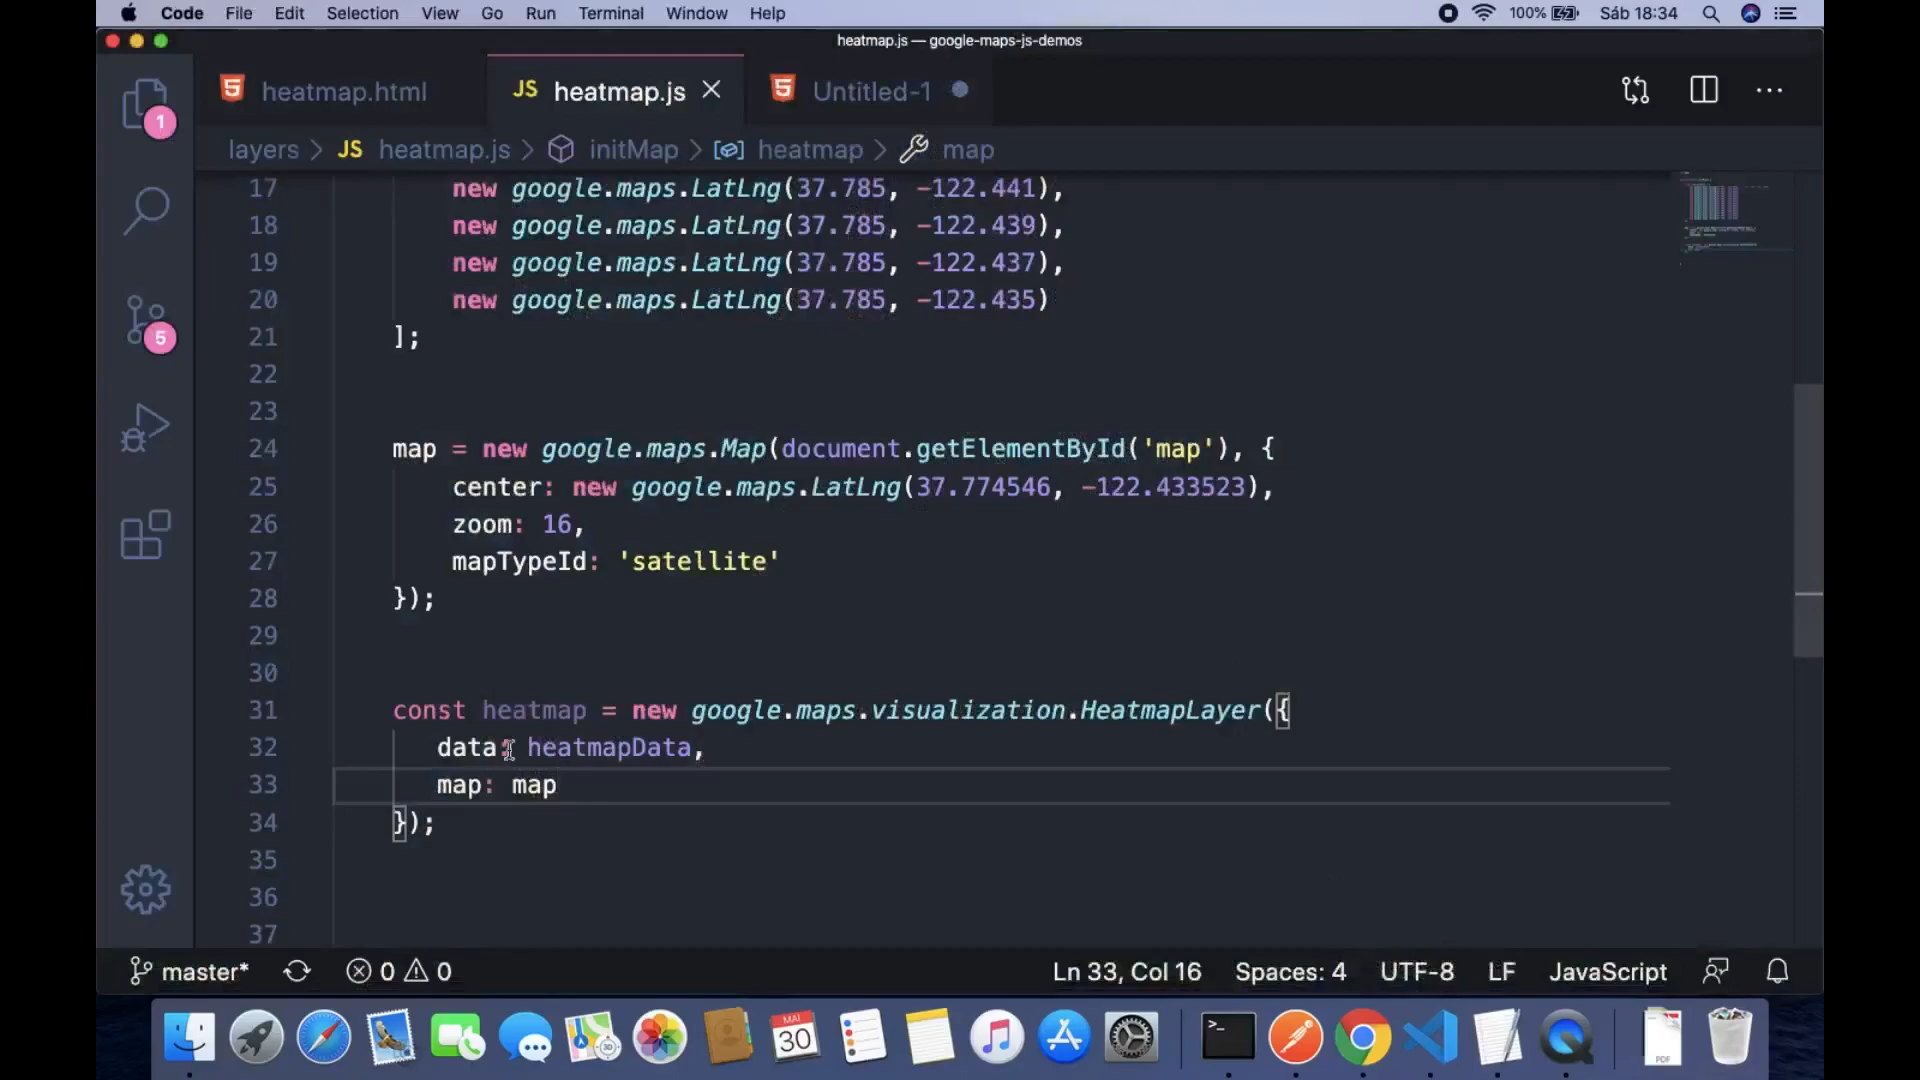 Code File Edit Selection View Go Run Terminal Window Help 100% Sáb 18:34
heatmap.js — google-maps-js-demos
heatmap.html JS heatmap.js Untitled-1
layers > JS heatmap.js > initMap > heatmap > map
1
5
17 new google.maps.LatLng(37.785, -122.441),
18 new google.maps.LatLng(37.785, -122.439),
19 new google.maps.LatLng(37.785, -122.437),
20 new google.maps.LatLng(37.785, -122.435)
21 ];
22
23
24 map = new google.maps.Map(document.getElementById('map'), {
25 center: new google.maps.LatLng(37.774546, -122.433523),
26 zoom: 16,
27 mapTypeId: 'satellite'
28 });
29
30
31 const heatmap = new google.maps.visualization.HeatmapLayer({
32 data: heatmapData,
33 map: map
34 });
35
36
37
master* 0 0 Ln 33, Col 16 Spaces: 4 UTF-8 LF JavaScript
MAI
30
PDF